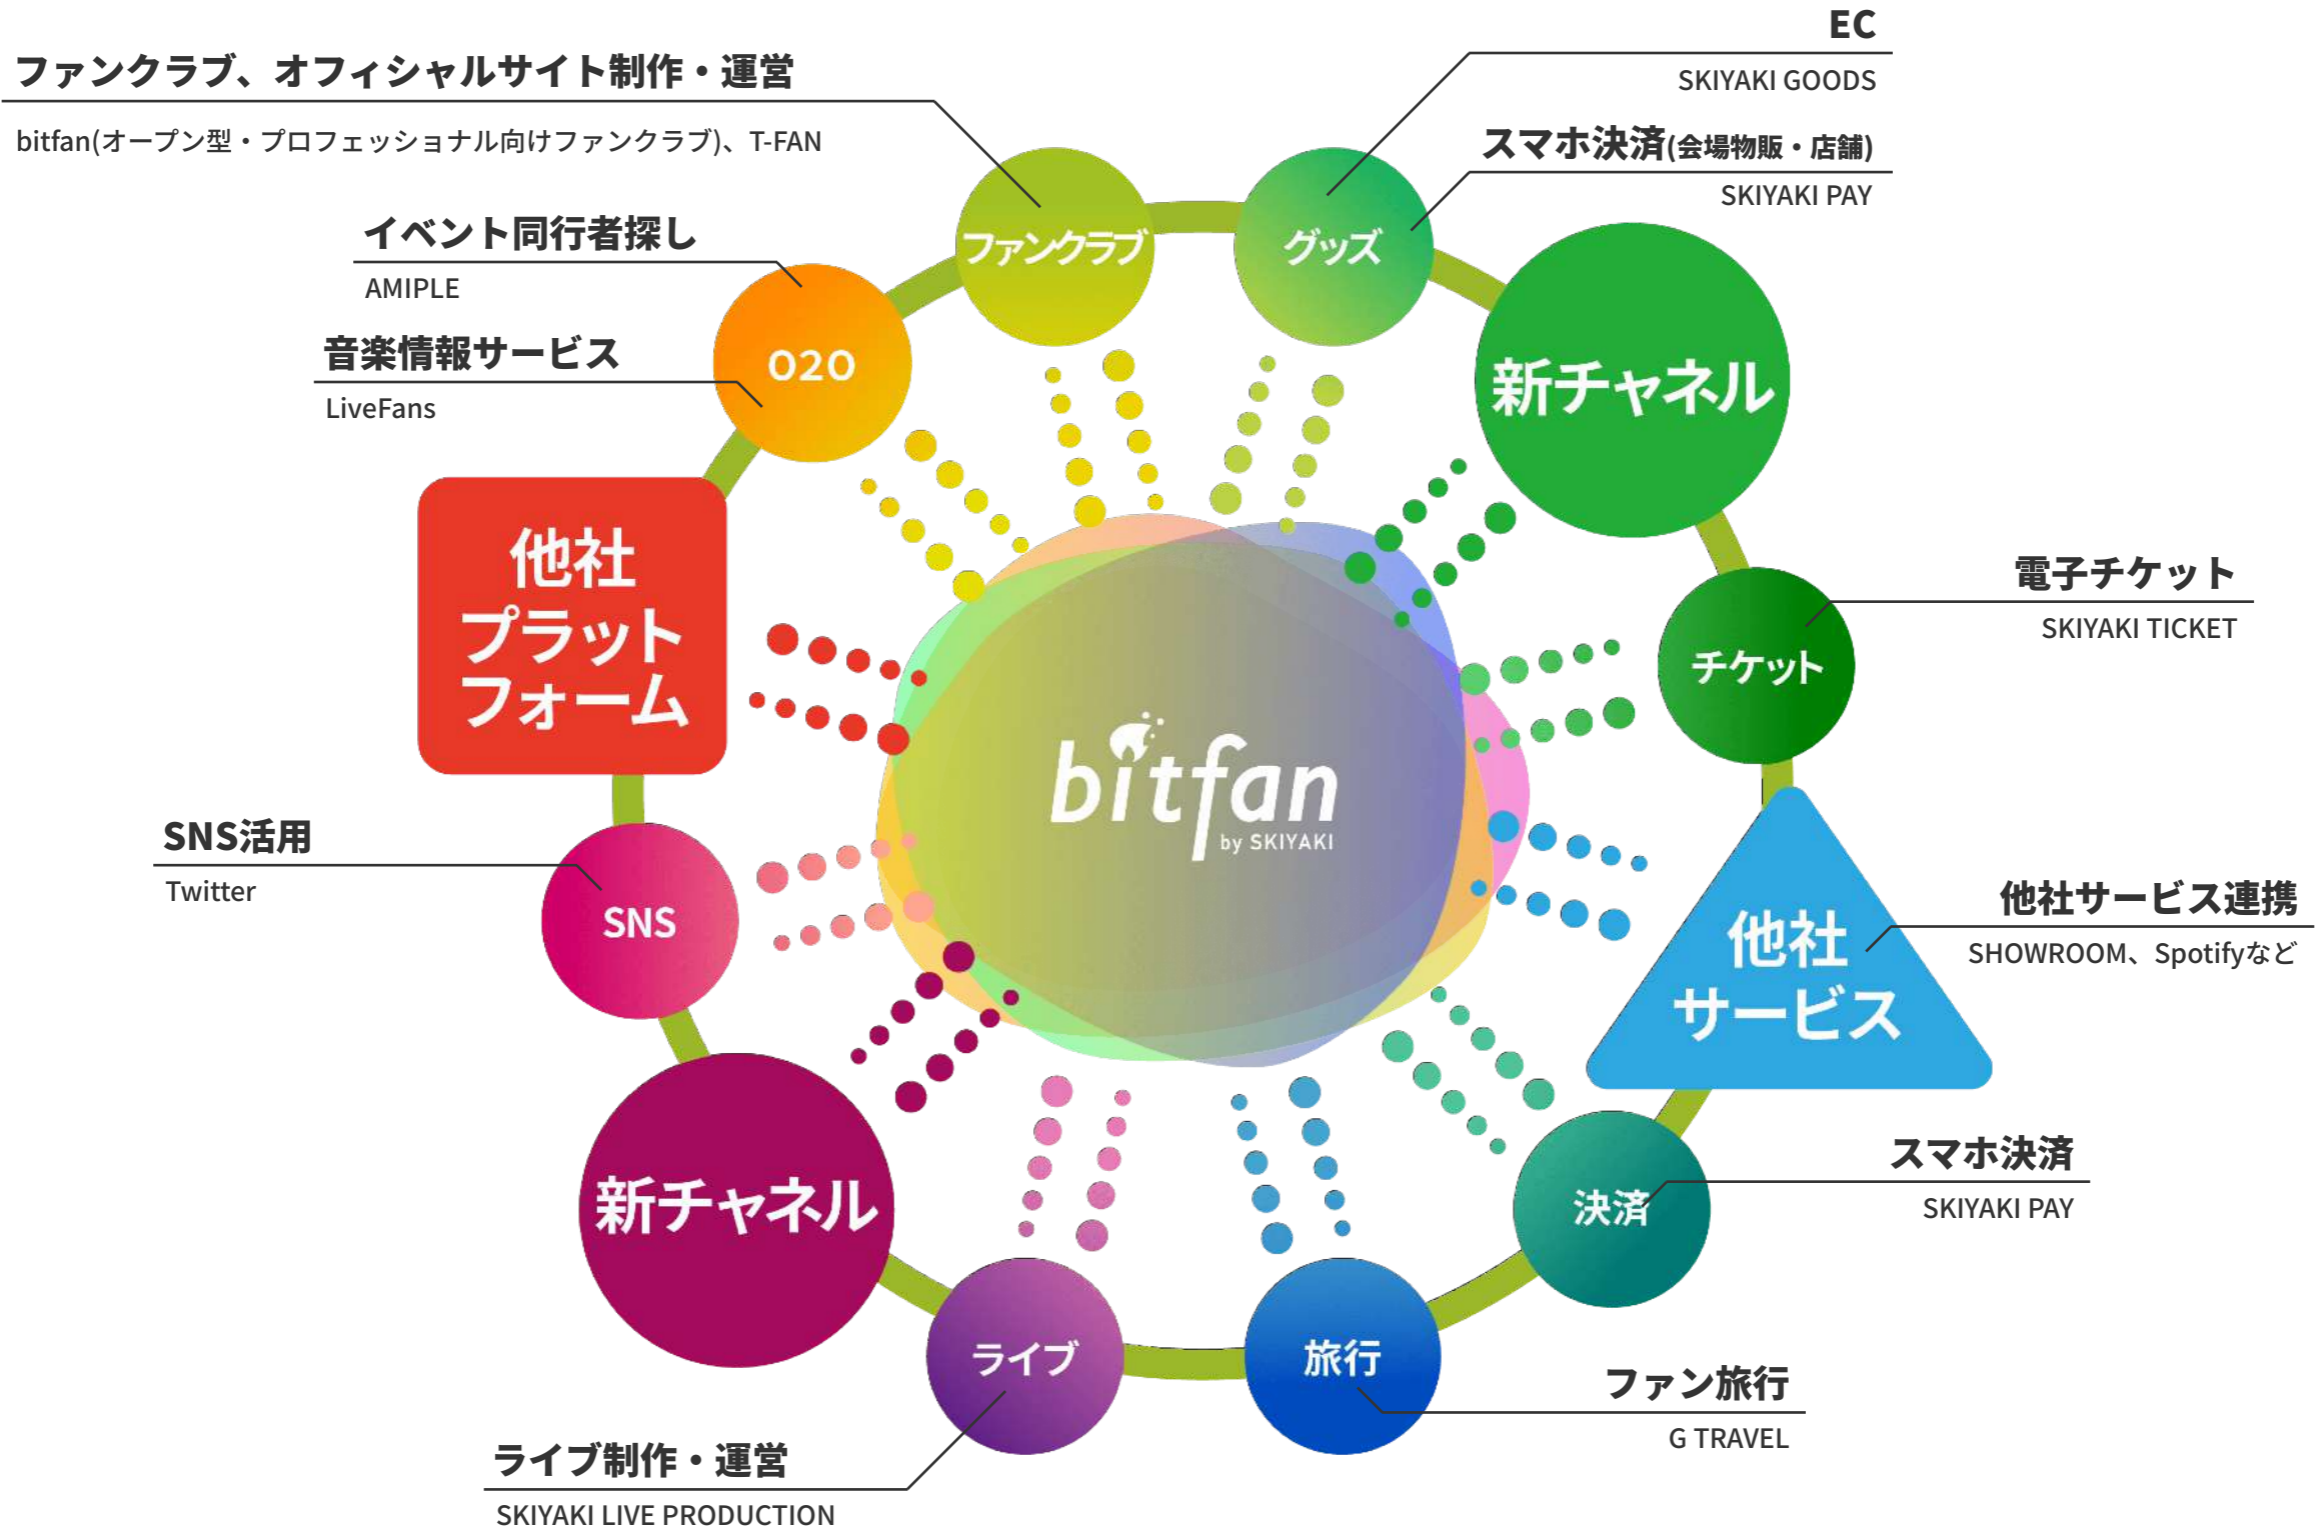 EC
SKIYAKI GOODS
ファンクラブ、オフィシャルサイト制作・運営
bitfan(オープン型・プロフェッショナル向けファンクラブ)、T-FAN
スマホ決済(会場物販・店舗)
SKIYAKI PAY
イベント同行者探し
AMIPLE
音楽情報サービス
LiveFans
ファンクラブ
グッズ
O2O
新チャネル
他社
プラット
フォーム
電子チケット
SKIYAKI TICKET
チケット
bitfan
by SKIYAKI
SNS活用
Twitter
SNS
他社
サービス
他社サービス連携
SHOWROOM、Spotifyなど
新チャネル
決済
スマホ決済
SKIYAKI PAY
ライブ
旅行
ファン旅行
G TRAVEL
ライブ制作・運営
SKIYAKI LIVE PRODUCTION